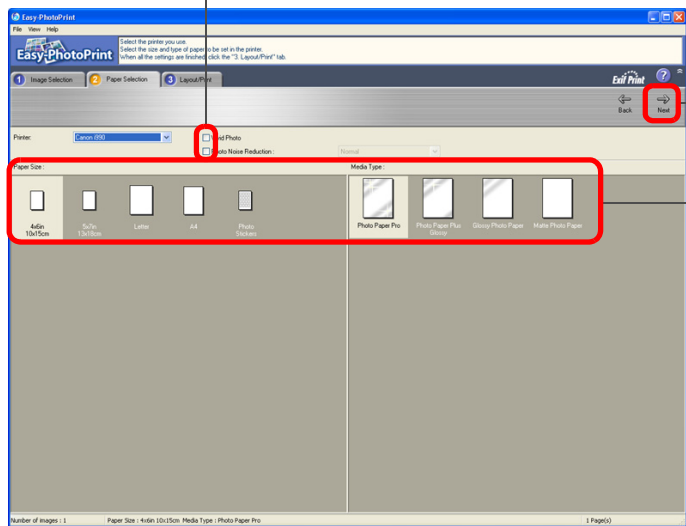 Easy-PhotoPrint
File View Help
Easy-PhotoPrint
Select the printer you use.
Select the size and type of paper to be set in the printer.
When all the settings are finished, click the "3. Layout/Print" tab.
1 Image Selection 2 Paper Selection 3 Layout/Print Exif Print ?
Back Next
Printer: Canon i990 Vivid Photo
Photo Noise Reduction : Normal
Paper Size : Media Type :
4x6in 5x7in Letter A4 Photo Photo Paper Pro Photo Paper Plus Glossy Photo Paper Matte Photo Paper
10x15cm 13x18cm Stickers Glossy
Number of images : 1 Paper Size : 4x6in 10x15cm Media Type : Photo Paper Pro 1 Page(s)